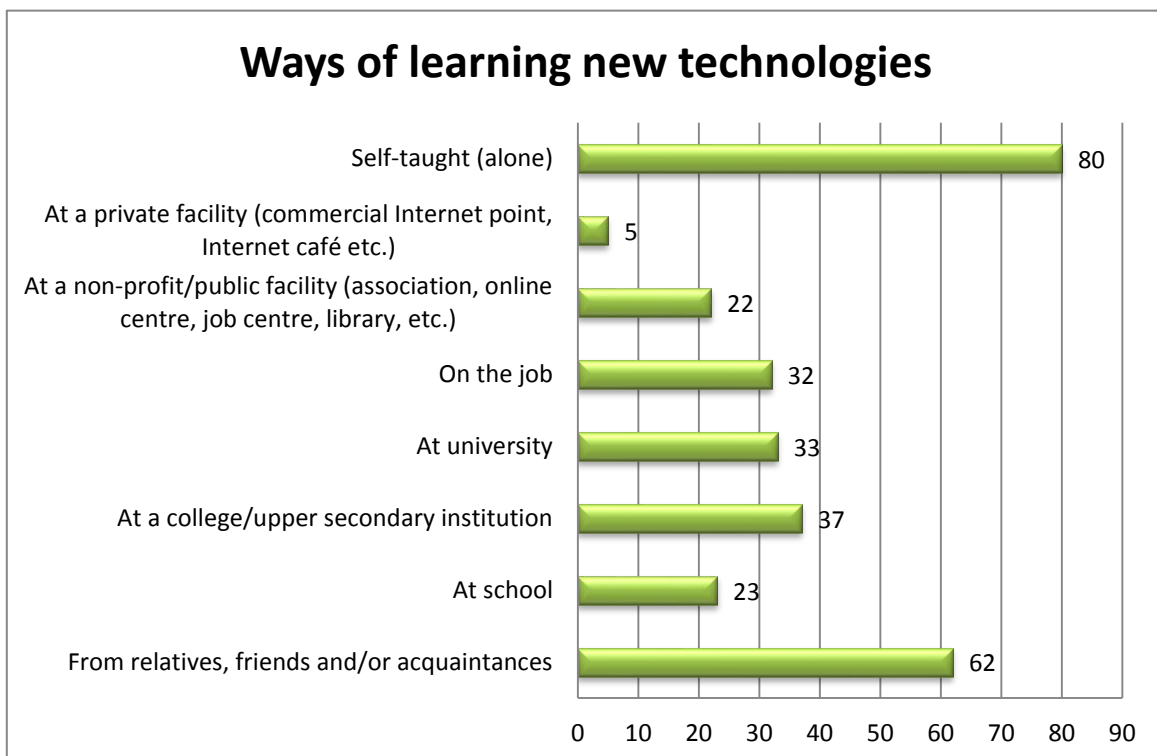 Ways of learning new technologies
Self-taught (alone)
80
At a private facility (commercial Internet point,
Internet café etc.)
5
At a non-profit/public facility (association, online
centre, job centre, library, etc.)
22
On the job
32
At university
33
At a college/upper secondary institution
37
At school
23
From relatives, friends and/or acquaintances
62
0 10 20 30 40 50 60 70 80 90